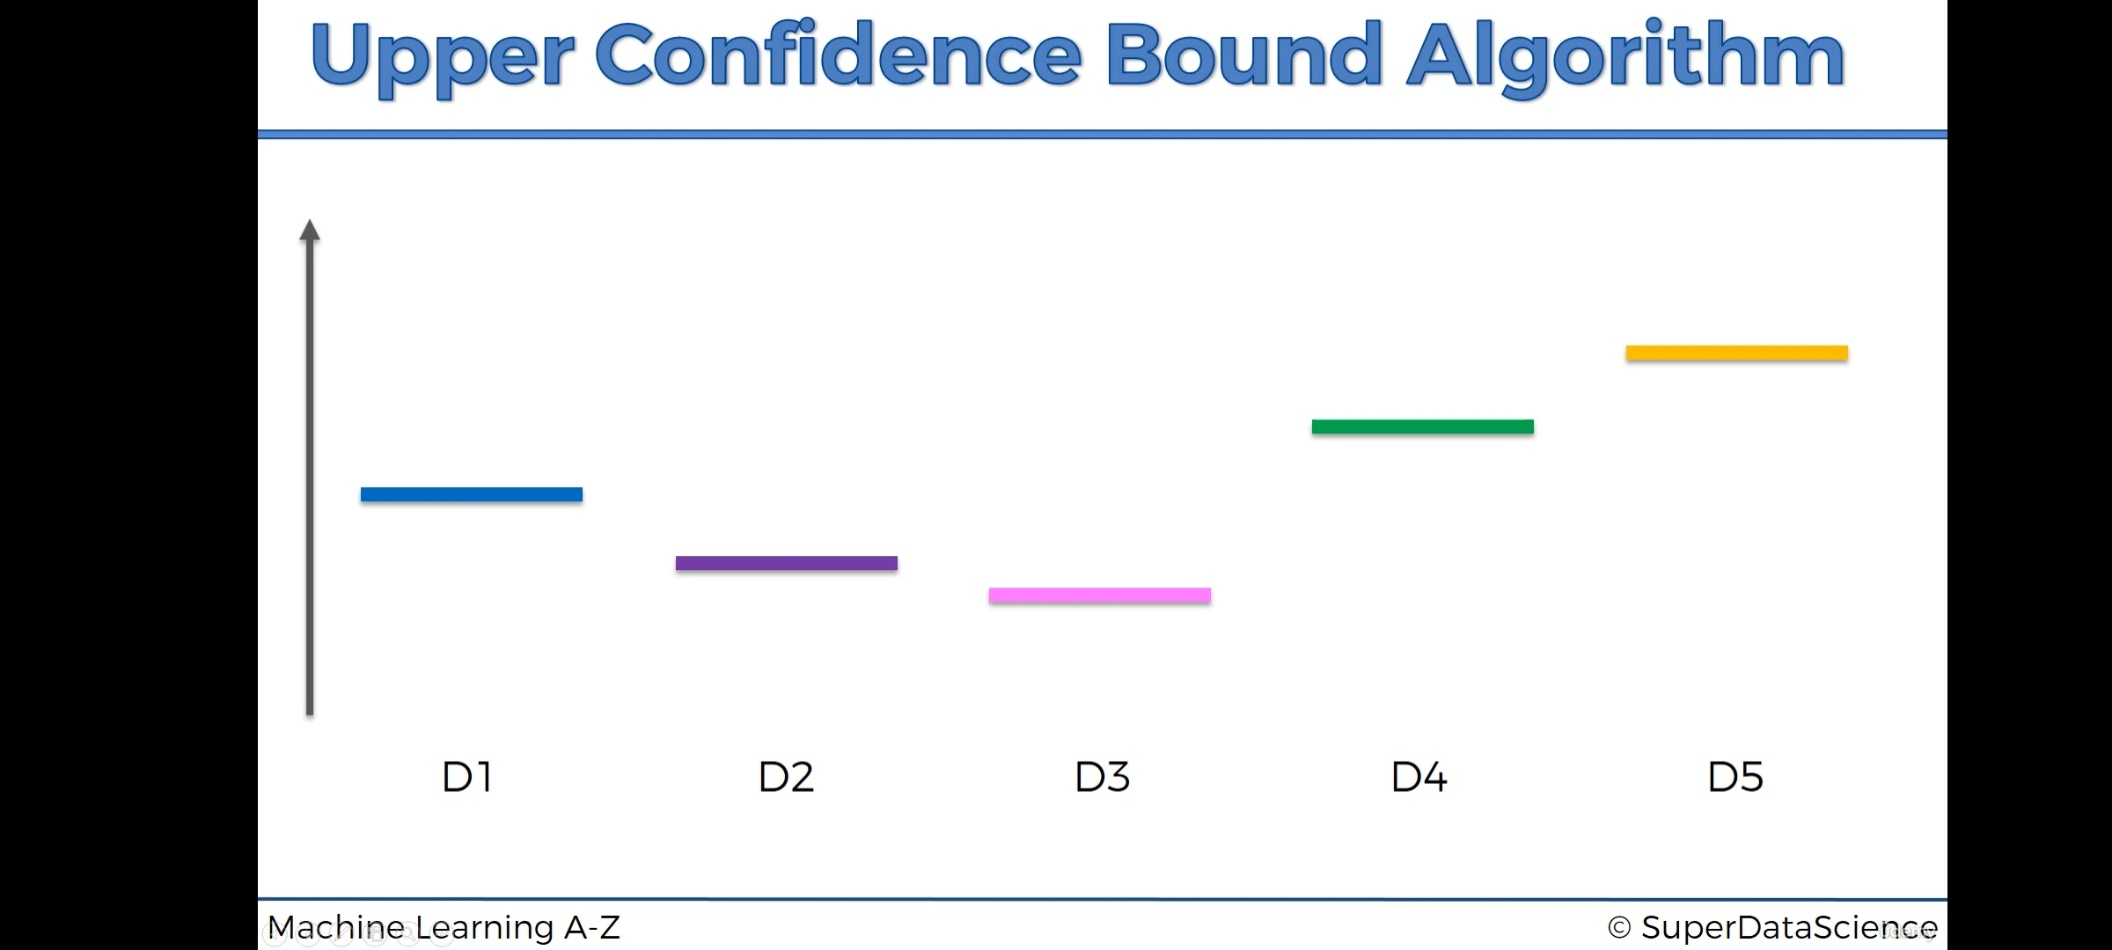 Upper Confidence Bound Algorithm
D1 D2 D3 D4 D5
Machine Learning A-Z
© SuperDataScience